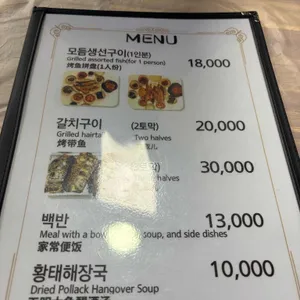 MENU
모듬생선구이(1인분)
Grilled assorted fish(for 1 person)
烤鱼拼盘(1人份)
18,000
갈치구이 (2토막) 20,000
Grilled hairta Two halves
烤带鱼
30,000
halves
백반 13,000
Meal with a bow soup, and side dishes
家常便饭
황태해장국 10,000
Dried Pollack Hangover Soup